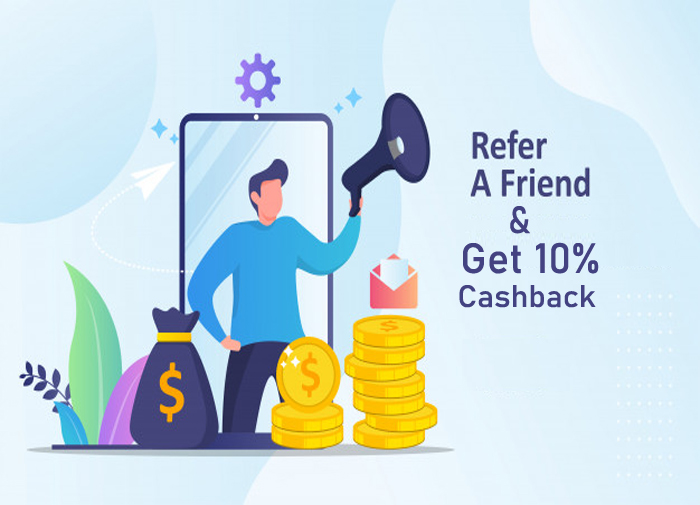 Refer
A Friend
&
Get 10%
Cashback
$
$
$